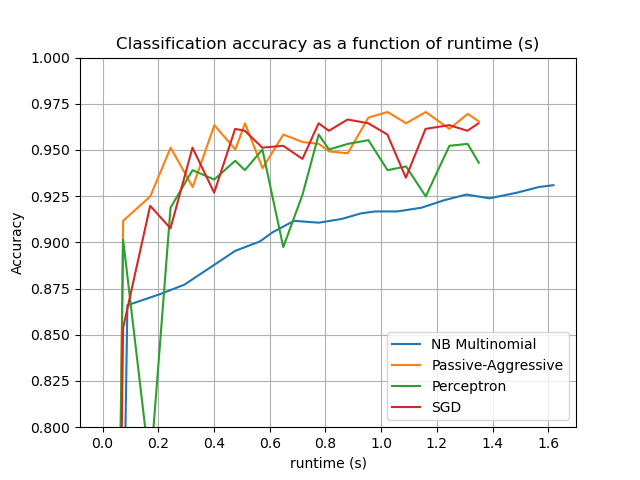 Classification accuracy as a function of runtime (s)
1.000
0.975
0.950
0.925
0.900
0.875
0.850
0.825
0.800
Accuracy
NB Multinomial
Passive-Aggressive
Perceptron
SGD
0.0 0.2 0.4 0.6 0.8 1.0 1.2 1.4 1.6
runtime (s)